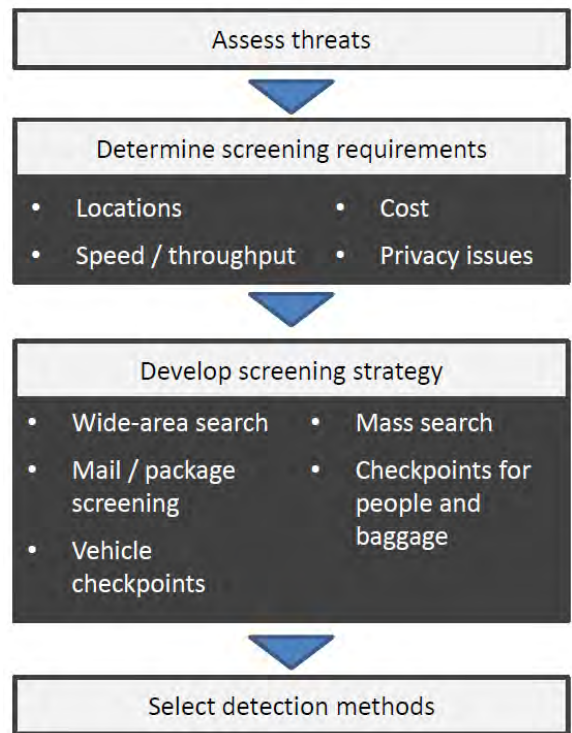 Assess threats
Determine screening requirements
• Locations
• Speed / throughput
• Cost
• Privacy issues
Develop screening strategy
• Wide-area search
• Mail / package
screening
• Vehicle
checkpoints
• Mass search
• Checkpoints for
people and
baggage
Select detection methods